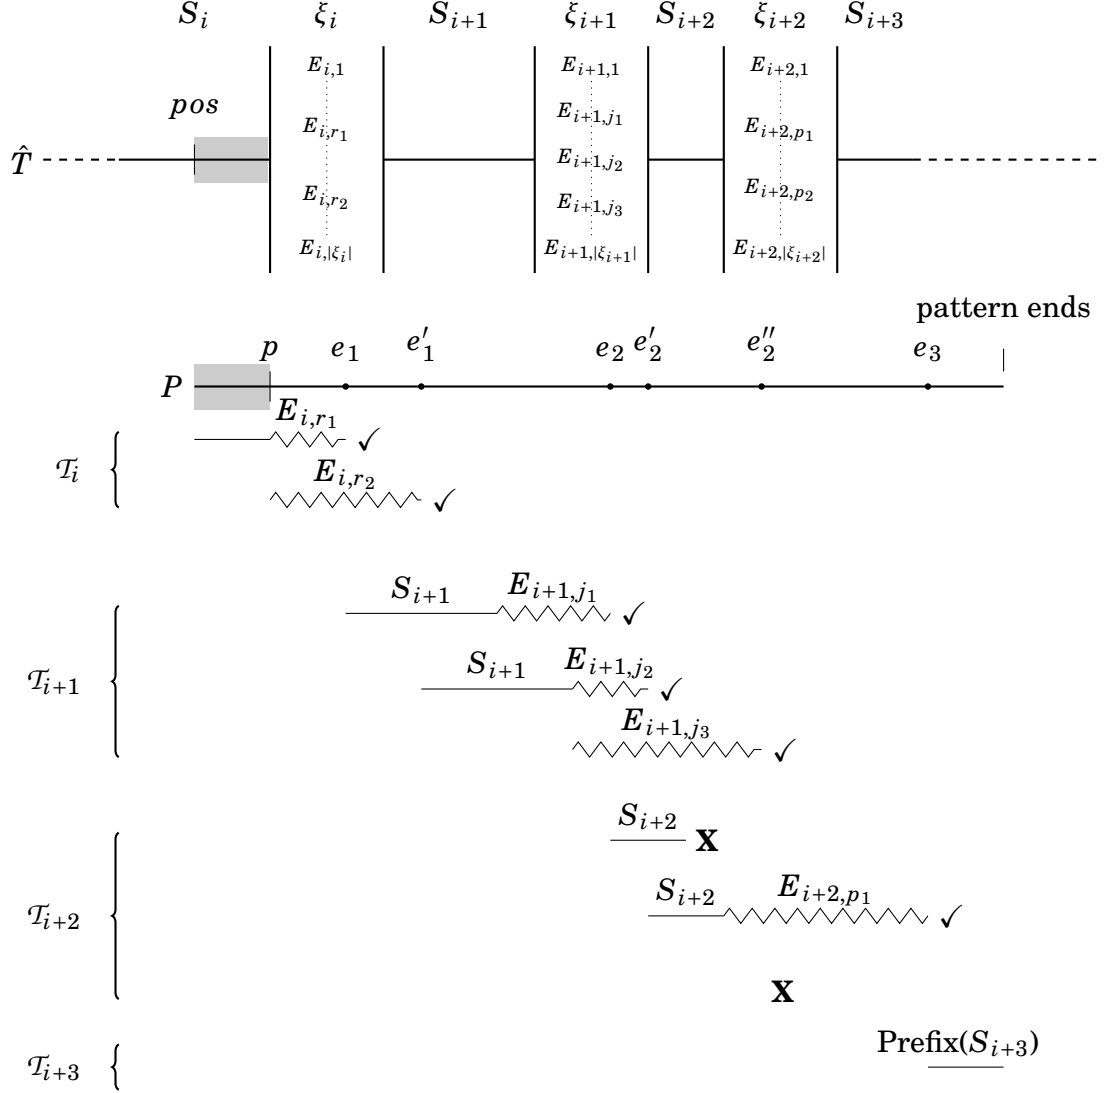 S_i ξ_i S_{i+1} ξ_{i+1} S_{i+2} ξ_{i+2} S_{i+3}
E_{i,1} E_{i+1,1} E_{i+2,1}
pos
E_{i+1,j_1}
E_{i,r_1} E_{i+2,p_1}
T̂ E_{i+1,j_2}
E_{i,r_2} E_{i+2,p_2}
E_{i+1,j_3}
E_{i,|ξ_i|} E_{i+1,|ξ_{i+1}|} E_{i+2,|ξ_{i+2}|}
pattern ends
p e_1 e'_1 e_2 e'_2 e''_2 e_3
P
E_{i,r_1} ✓
𝒯_i {
E_{i,r_2} ✓
S_{i+1} E_{i+1,j_1} ✓
S_{i+1} E_{i+1,j_2} ✓
𝒯_{i+1} {
E_{i+1,j_3} ✓
S_{i+2} X
S_{i+2} E_{i+2,p_1} ✓
𝒯_{i+2} {
X
Prefix(S_{i+3})
𝒯_{i+3} {